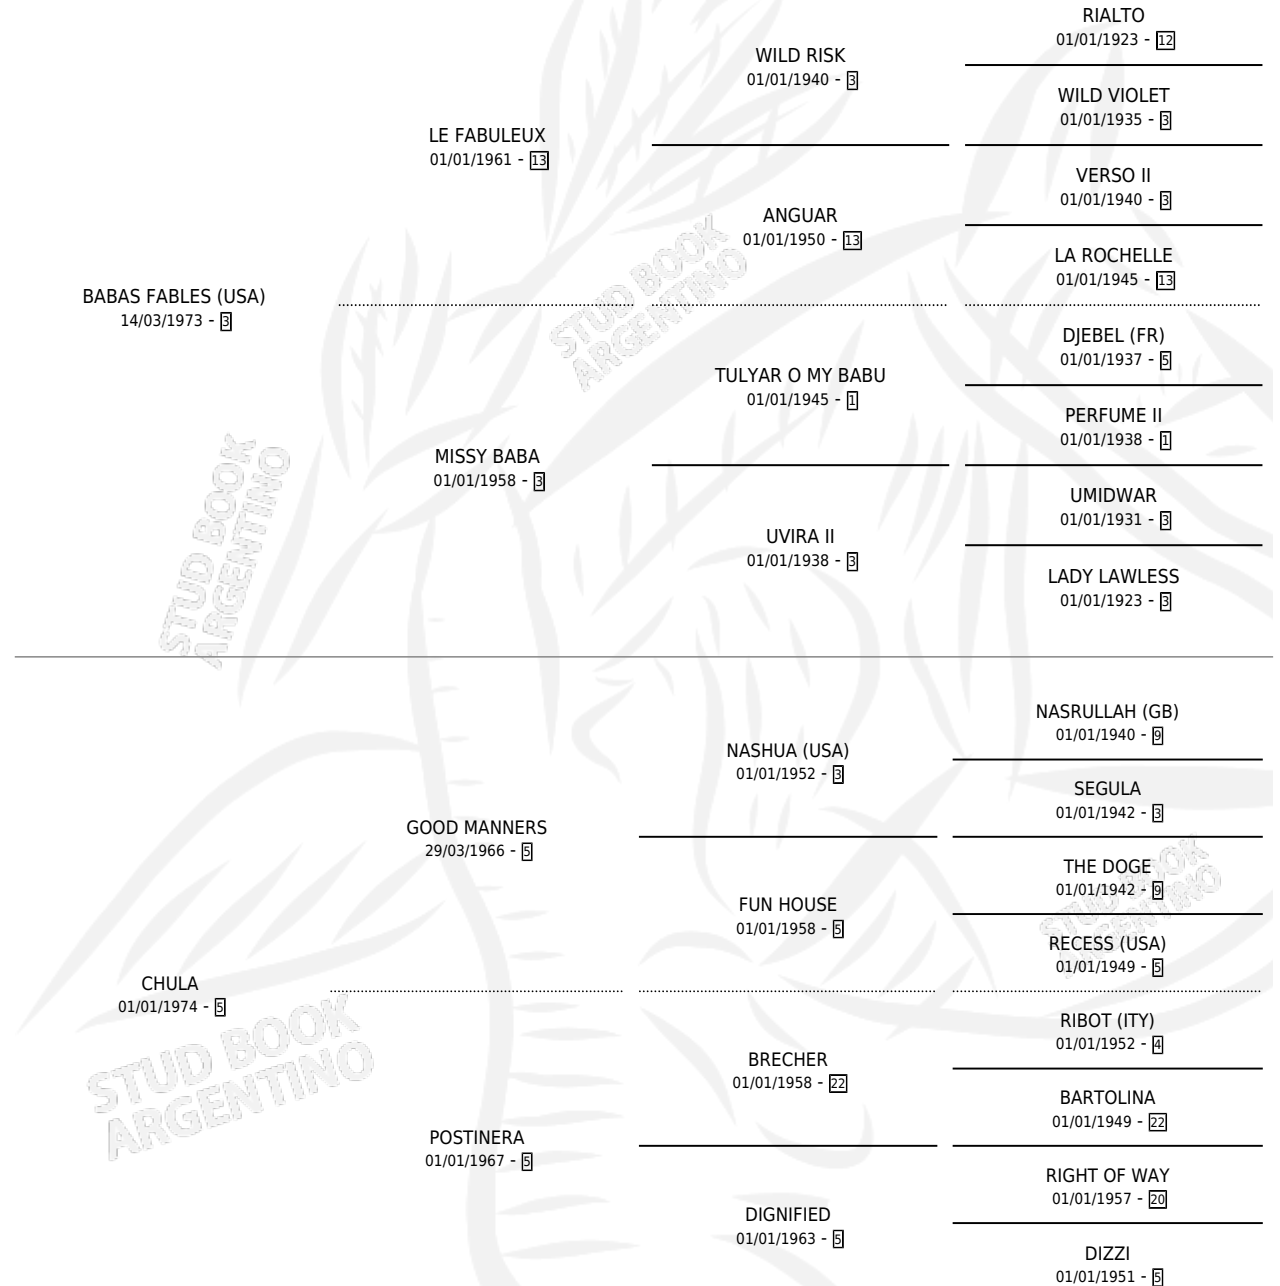 RIALTO
01/01/1923 - 12
WILD RISK
01/01/1940 - 3
WILD VIOLET
01/01/1935 - 3
LE FABULEUX
01/01/1961 - 13
VERSO II
01/01/1940 - 3
ANGUAR
01/01/1950 - 13
LA ROCHELLE
01/01/1945 - 13
BABAS FABLES (USA)
14/03/1973 - 3
DJEBEL (FR)
01/01/1937 - 5
TULYAR O MY BABU
01/01/1945 - 1
PERFUME II
01/01/1938 - 1
MISSY BABA
01/01/1958 - 3
UMIDWAR
01/01/1931 - 3
UVIRA II
01/01/1938 - 3
LADY LAWLESS
01/01/1923 - 3
STUD BOOK
ARGENTINO
STUD BOOK
ARGENTINO
NASRULLAH (GB)
01/01/1940 - 9
NASHUA (USA)
01/01/1952 - 3
SEGULA
01/01/1942 - 3
GOOD MANNERS
29/03/1966 - 5
THE DOGE
01/01/1942 - 9
FUN HOUSE
01/01/1958 - 5
RECESS (USA)
01/01/1949 - 5
CHULA
01/01/1974 - 5
RIBOT (ITY)
01/01/1952 - 4
BRECHER
01/01/1958 - 22
BARTOLINA
01/01/1949 - 22
POSTINERA
01/01/1967 - 5
RIGHT OF WAY
01/01/1957 - 20
DIGNIFIED
01/01/1963 - 5
DIZZI
01/01/1951 - 5
STUD BOOK
ARGENTINO
STUD BOOK
ARGENTINO